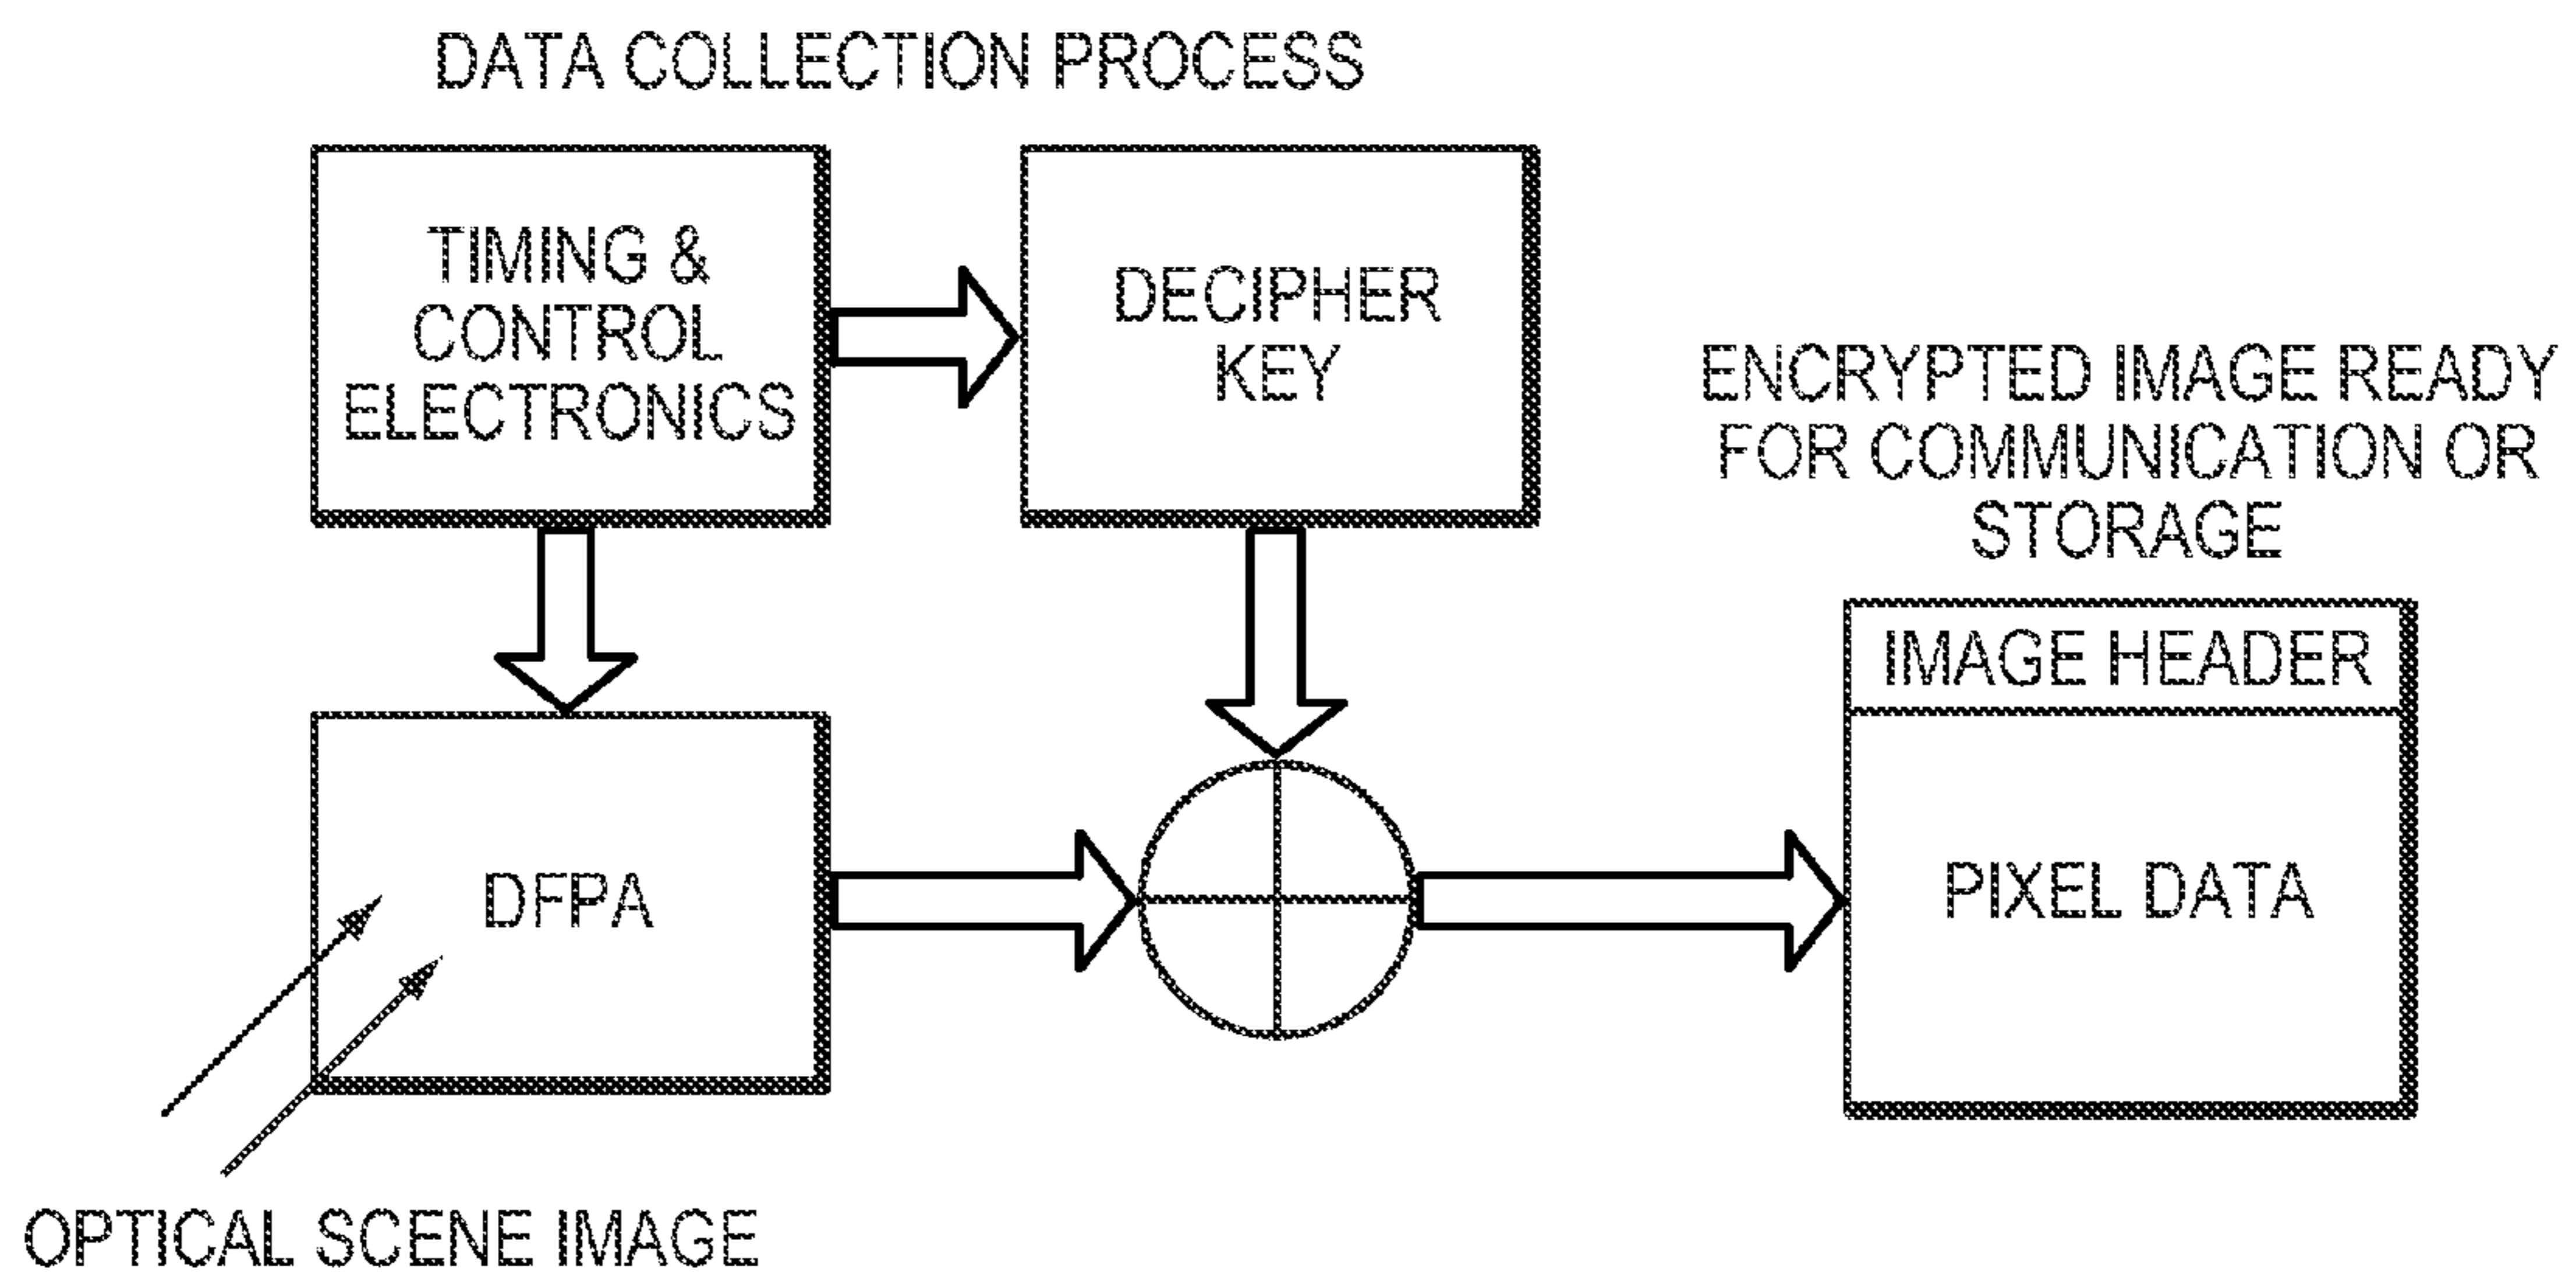 DATA COLLECTION PROCESS
TIMING &
CONTROL
ELECTRONICS
DECIPHER
KEY
ENCRYPTED IMAGE READY
FOR COMMUNICATION OR
STORAGE
IMAGE HEADER
DFPA
PIXEL DATA
OPTICAL SCENE IMAGE